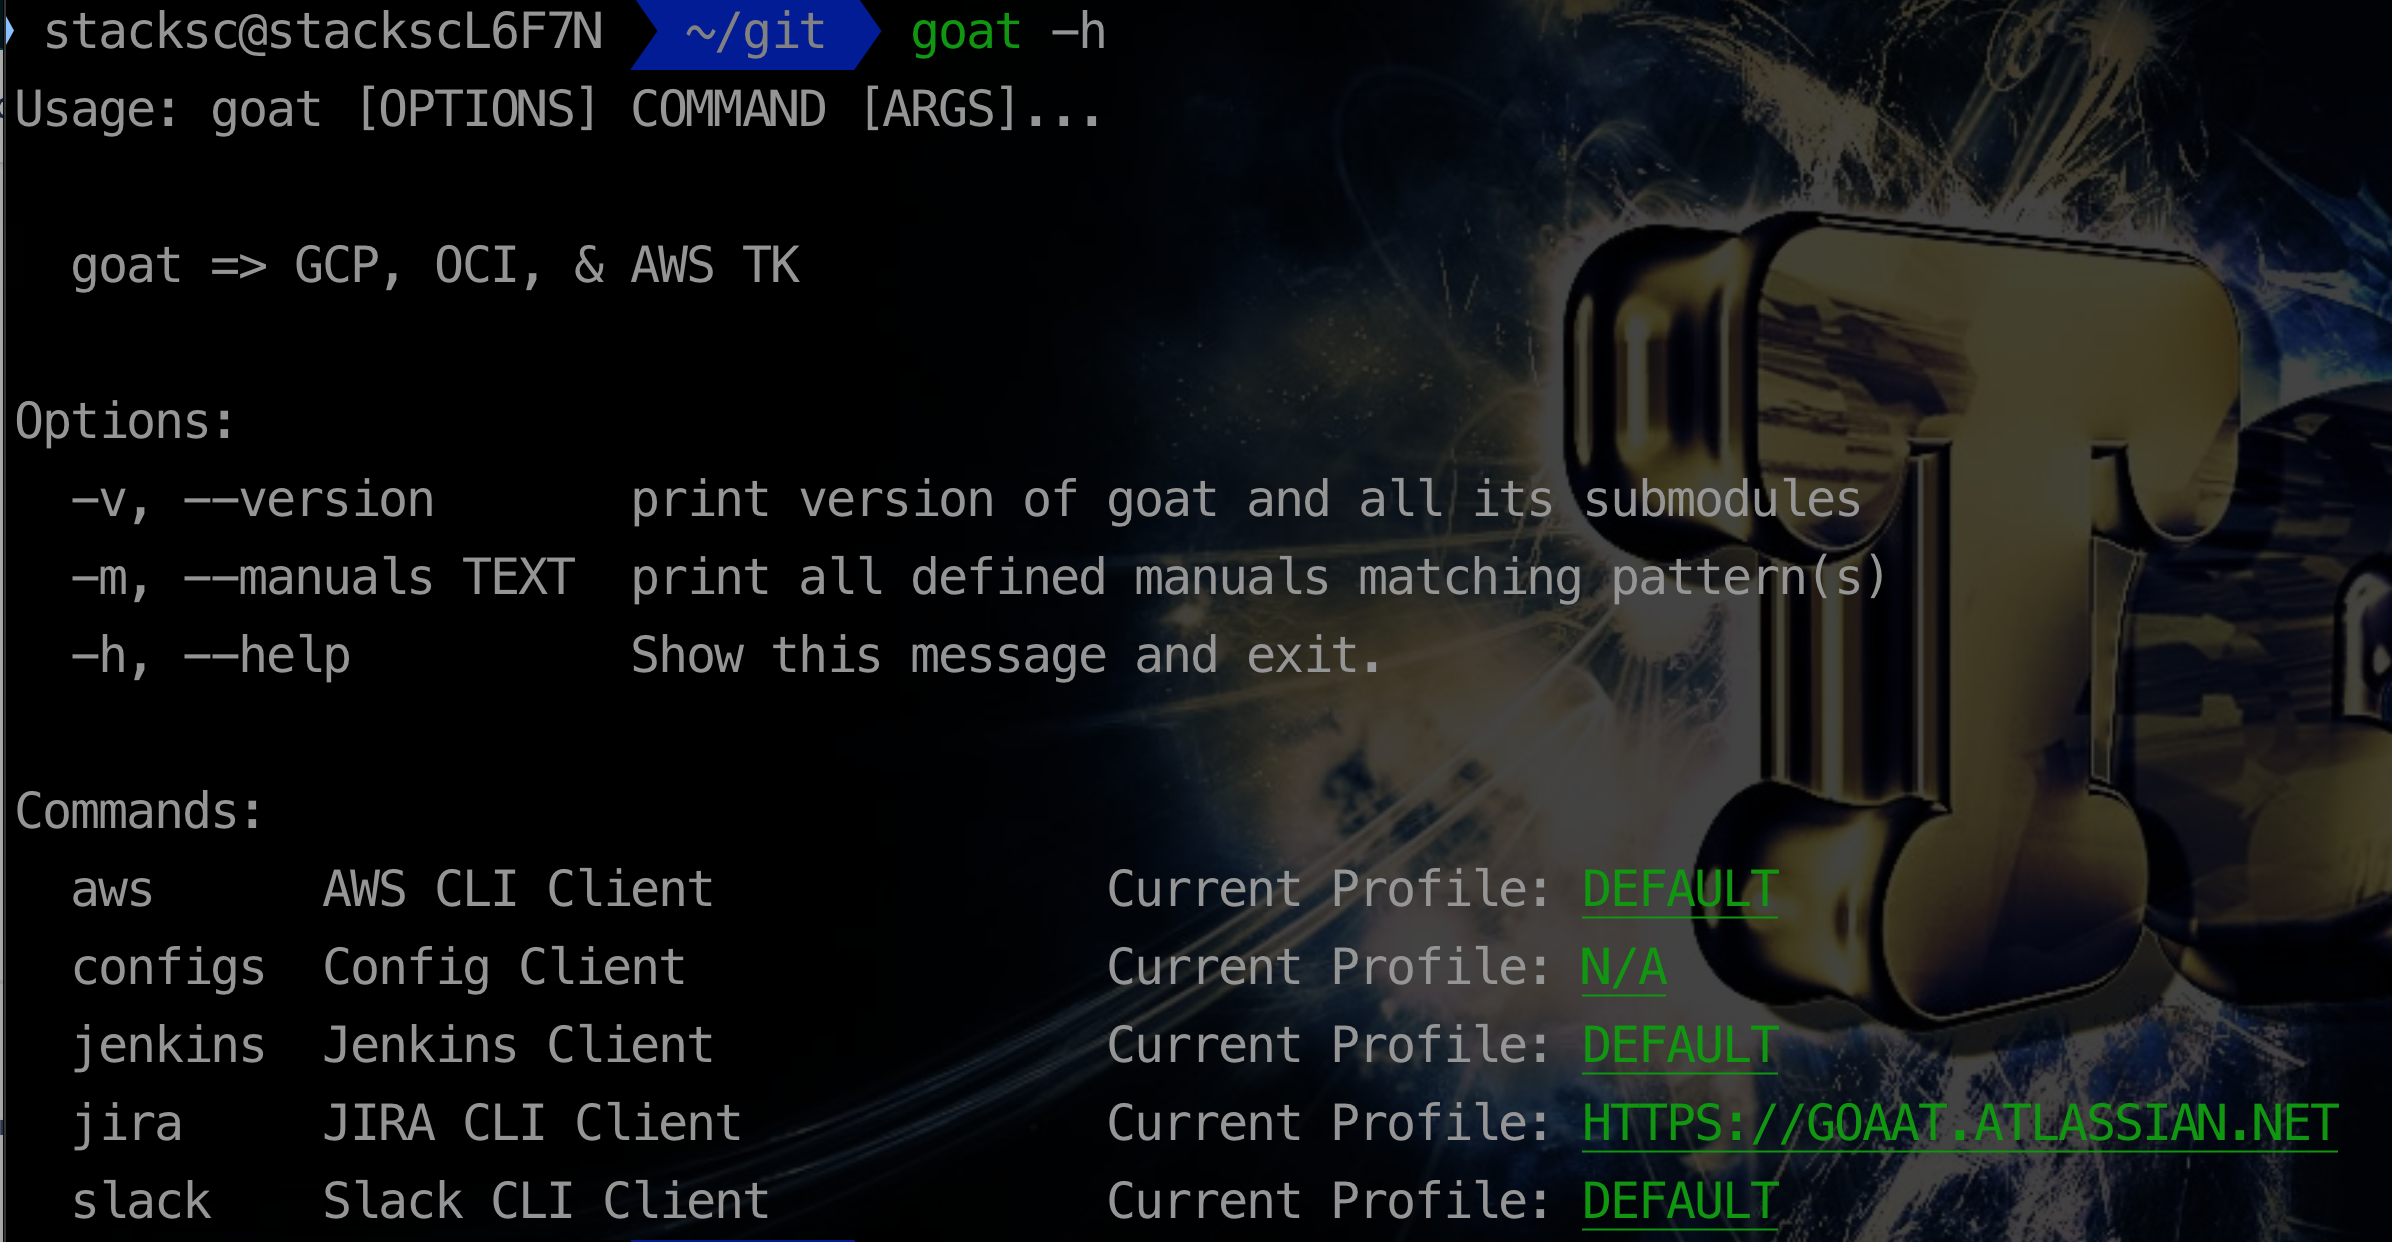 stacksc@stackscL6F7N ~/git goat -h
Usage: goat [OPTIONS] COMMAND [ARGS]...
goat => GCP, OCI, & AWS TK
Options:
-v, --version print version of goat and all its submodules
-m, --manuals TEXT print all defined manuals matching pattern(s)
-h, --help Show this message and exit.
Commands:
aws AWS CLI Client Current Profile: DEFAULT
configs Config Client Current Profile: N/A
jenkins Jenkins Client Current Profile: DEFAULT
jira JIRA CLI Client Current Profile: HTTPS://GOAAT.ATLASSIAN.NET
slack Slack CLI Client Current Profile: DEFAULT